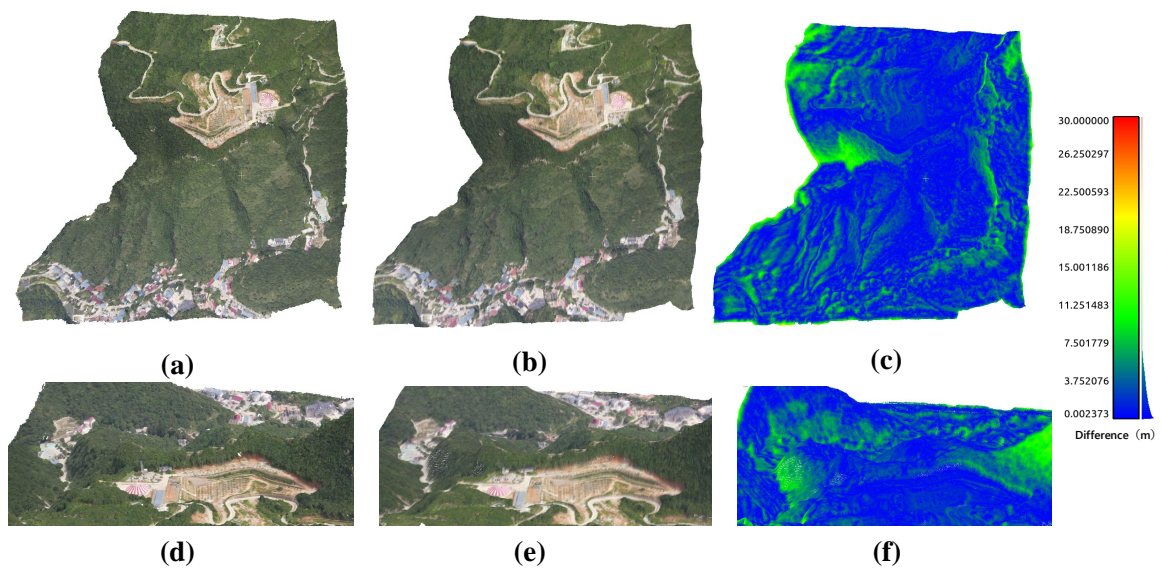 30.000000
26.250297
22.500593
18.750890
15.001186
11.251483
7.501779
3.752076
0.002373
Difference (m)
(a)
(b)
(c)
(d)
(e)
(f)